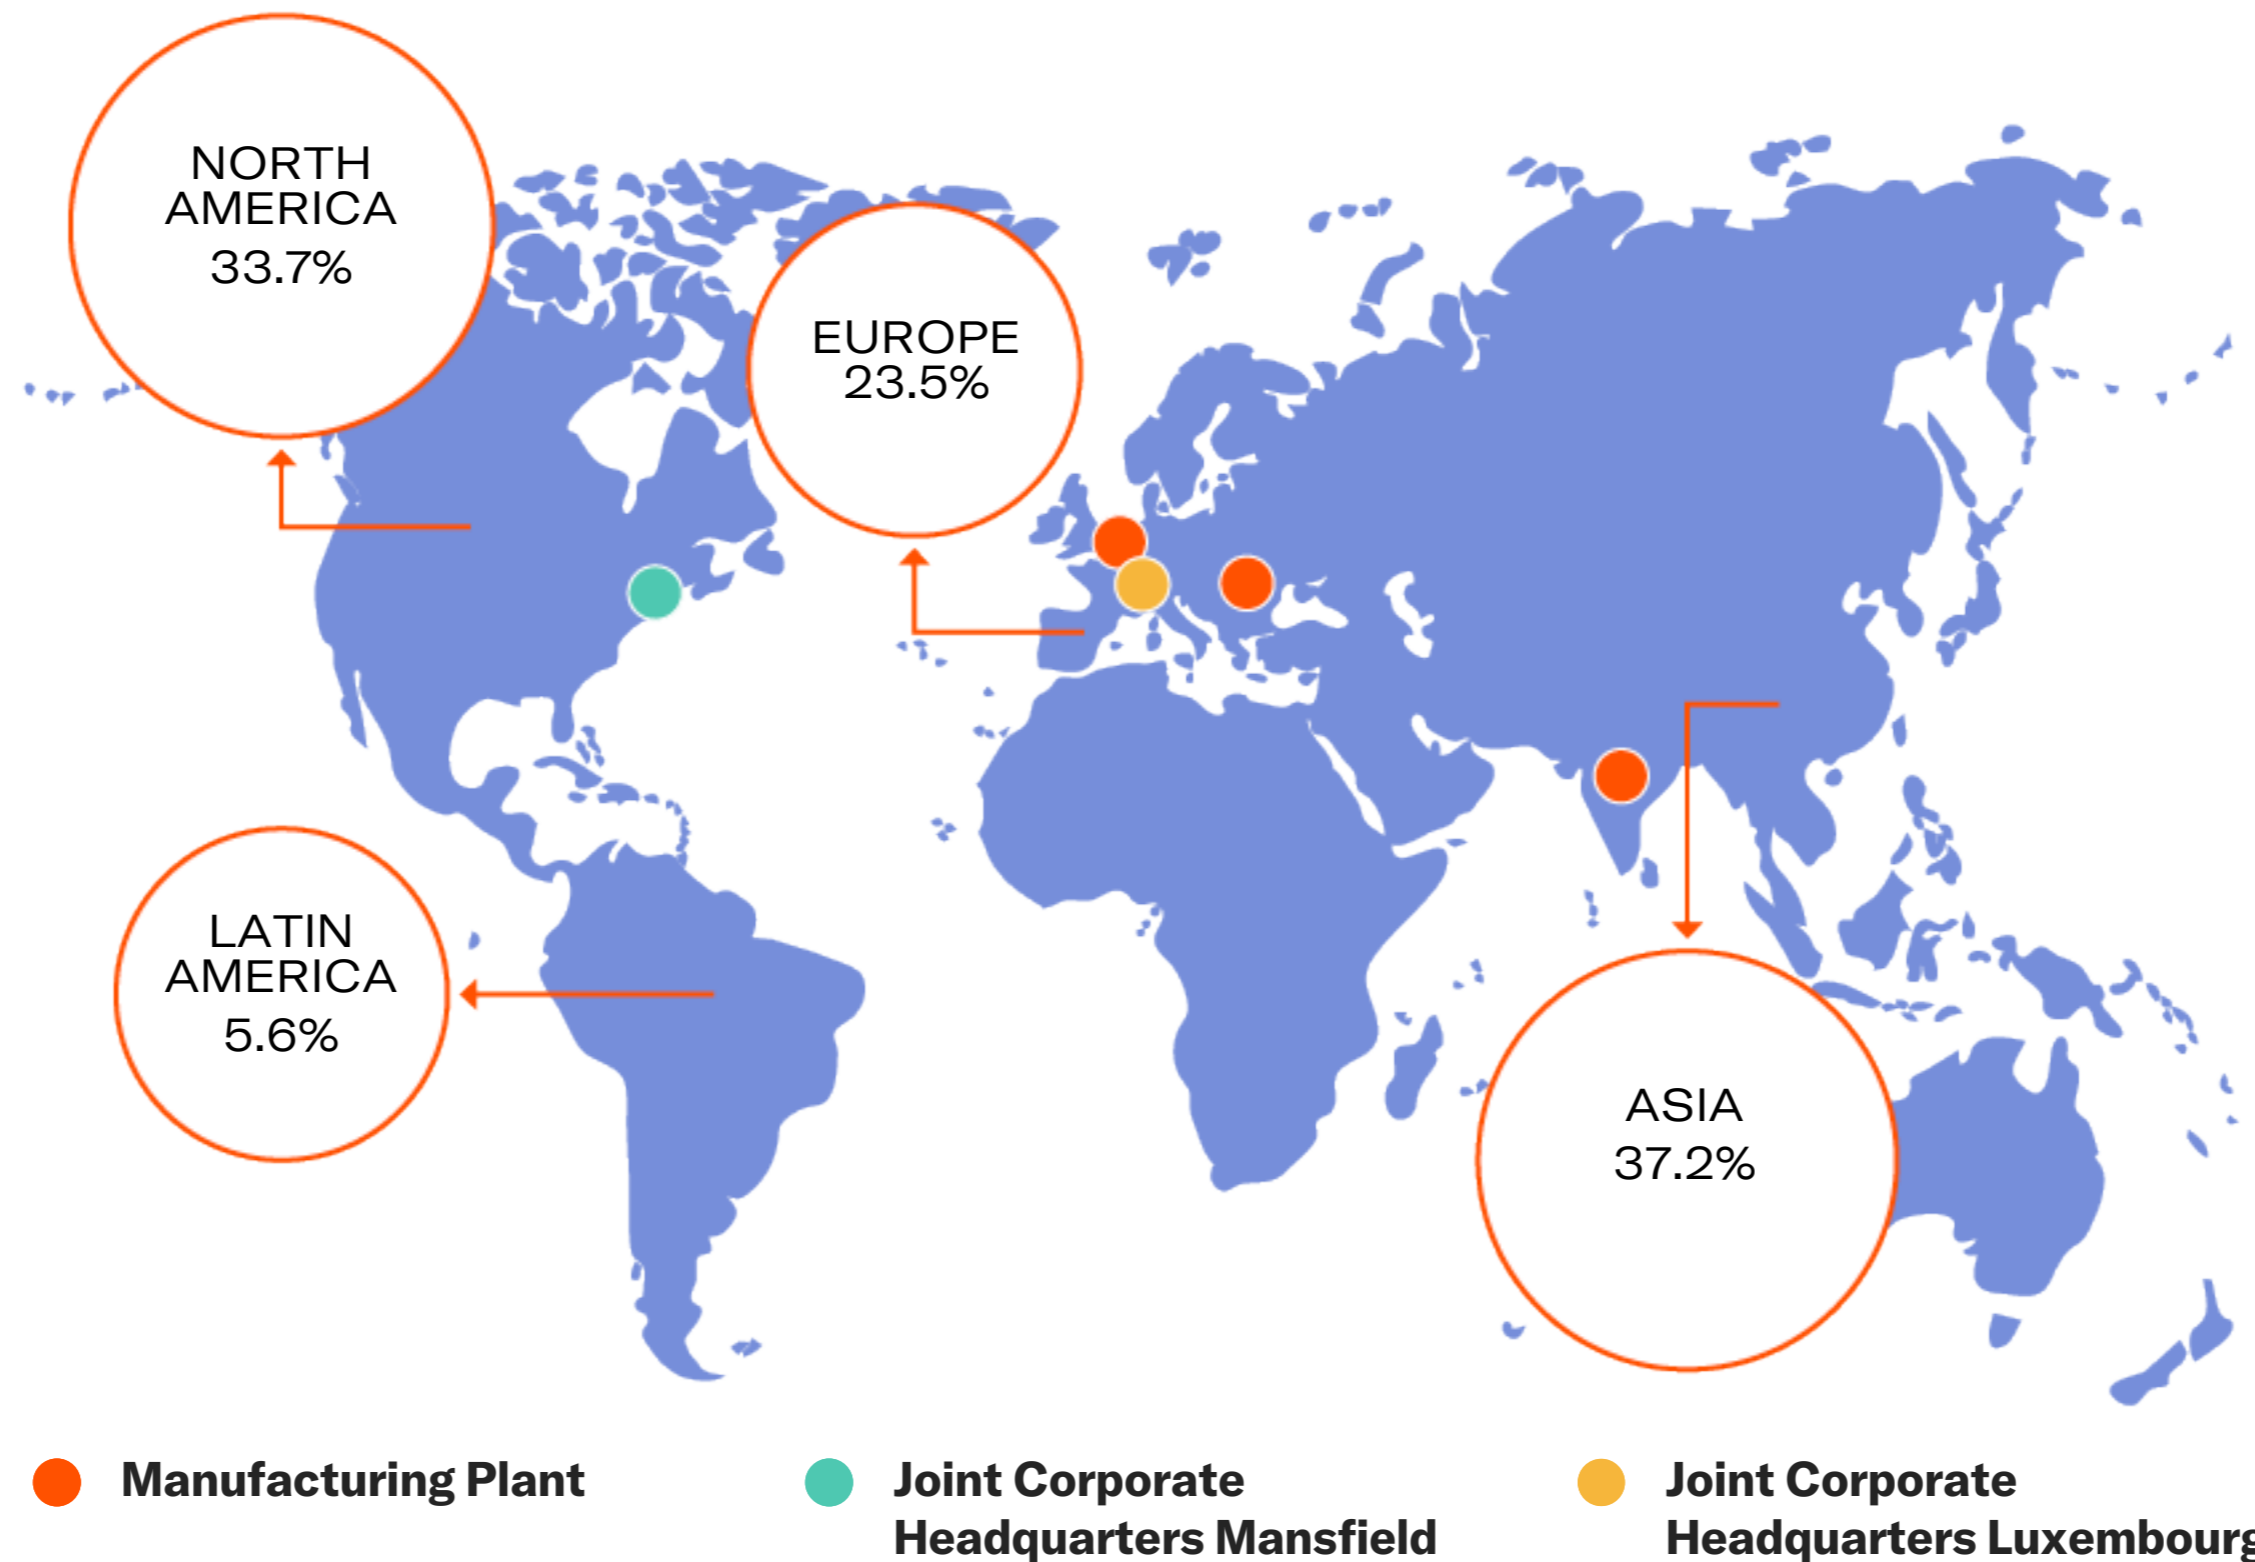 NORTH
AMERICA
33.7%
EUROPE
23.5%
LATIN
AMERICA
5.6%
ASIA
37.2%
Manufacturing Plant
Joint Corporate
Headquarters Mansfield
Joint Corporate
Headquarters Luxembourg